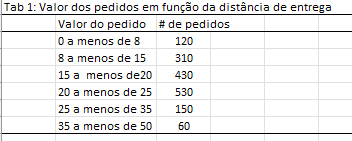 Tab 1: Valor dos pedidos em função da distância de entrega
Valor do pedido # de pedidos
0 a menos de 8 120
8 a menos de 15 310
15 a  menos de20 430
20 a menos de 25 530
25 a menos de 35 150
35 a menos de 50 60